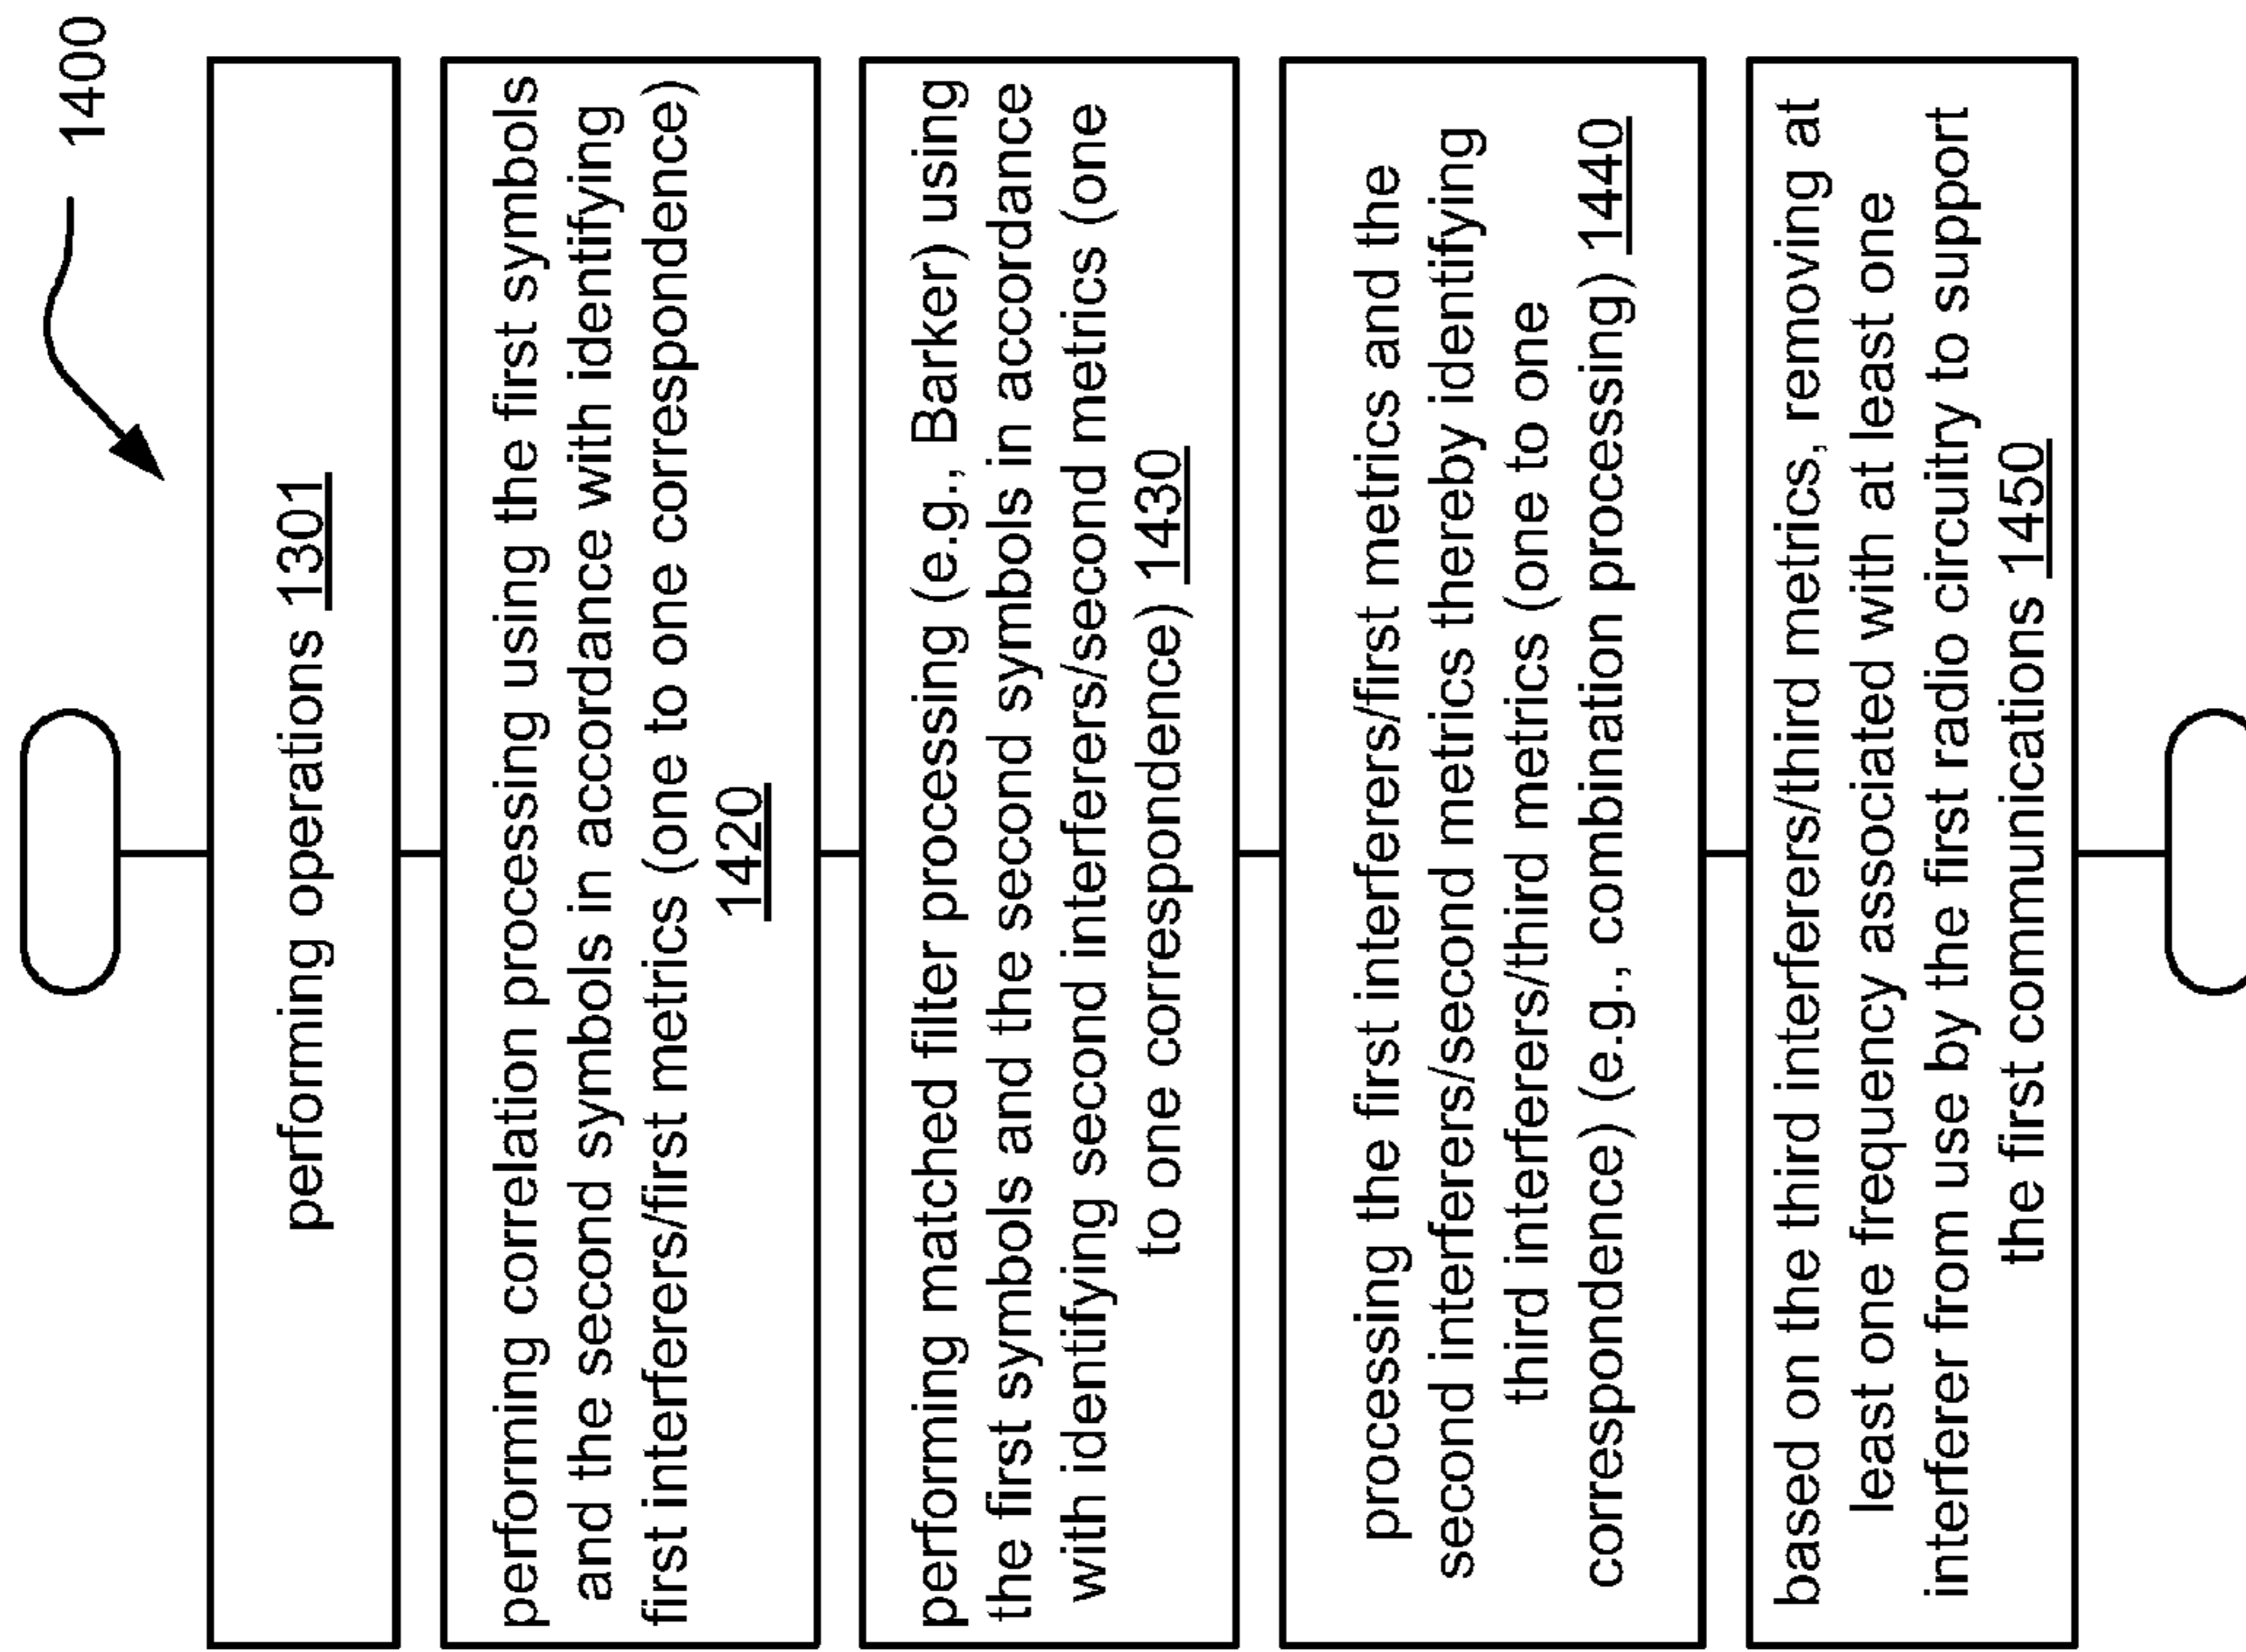 1400
performing operations 1301
performing correlation processing using the first symbols
and the second symbols in accordance with identifying
first interferers/first metrics (one to one correspondence)
1420
performing matched filter processing (e.g., Barker) using
the first symbols and the second symbols in accordance
with identifying second interferers/second metrics (one
to one correspondence) 1430
processing the first interferers/first metrics and the
second interferers/second metrics thereby identifying
third interferers/third metrics (one to one
correspondence) (e.g., combination processing) 1440
based on the third interferers/third metrics, removing at
least one frequency associated with at least one
interferer from use by the first radio circuitry to support
the first communications 1450